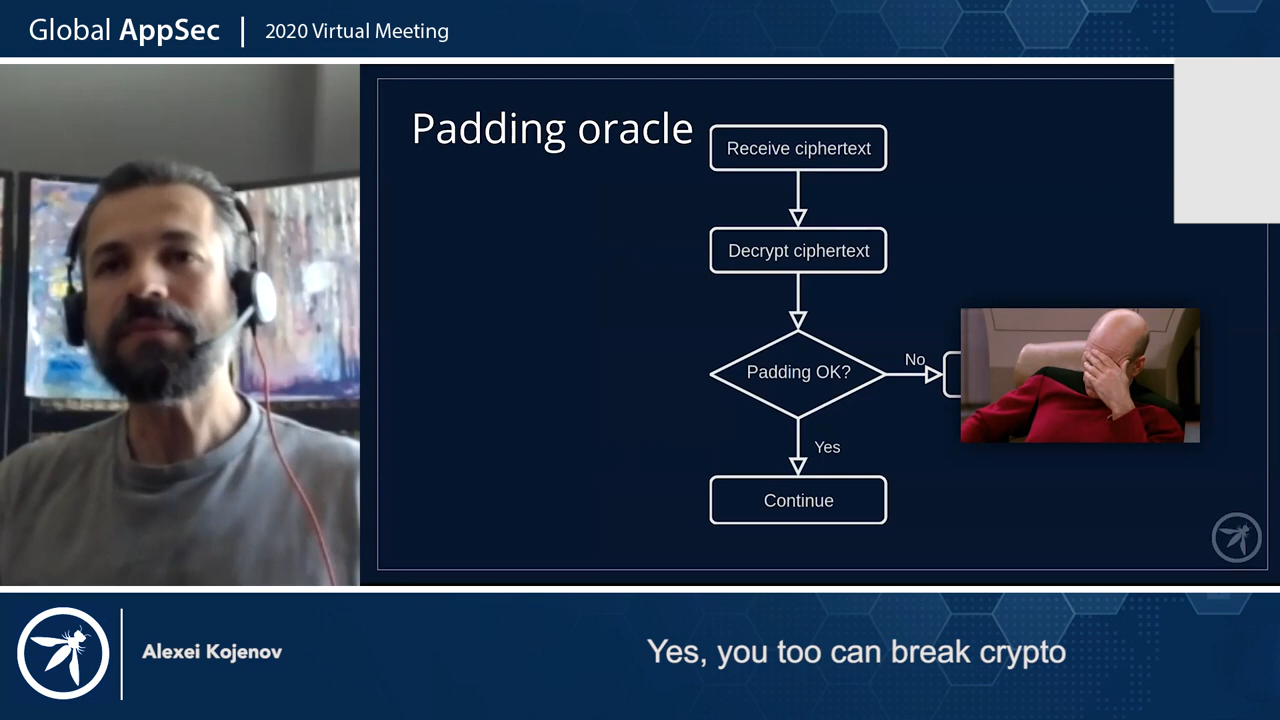 Global AppSec | 2020 Virtual Meeting
Padding oracle
Receive ciphertext
Decrypt ciphertext
Padding OK?
No
Yes
Continue
Alexei Kojenov
Yes, you too can break crypto